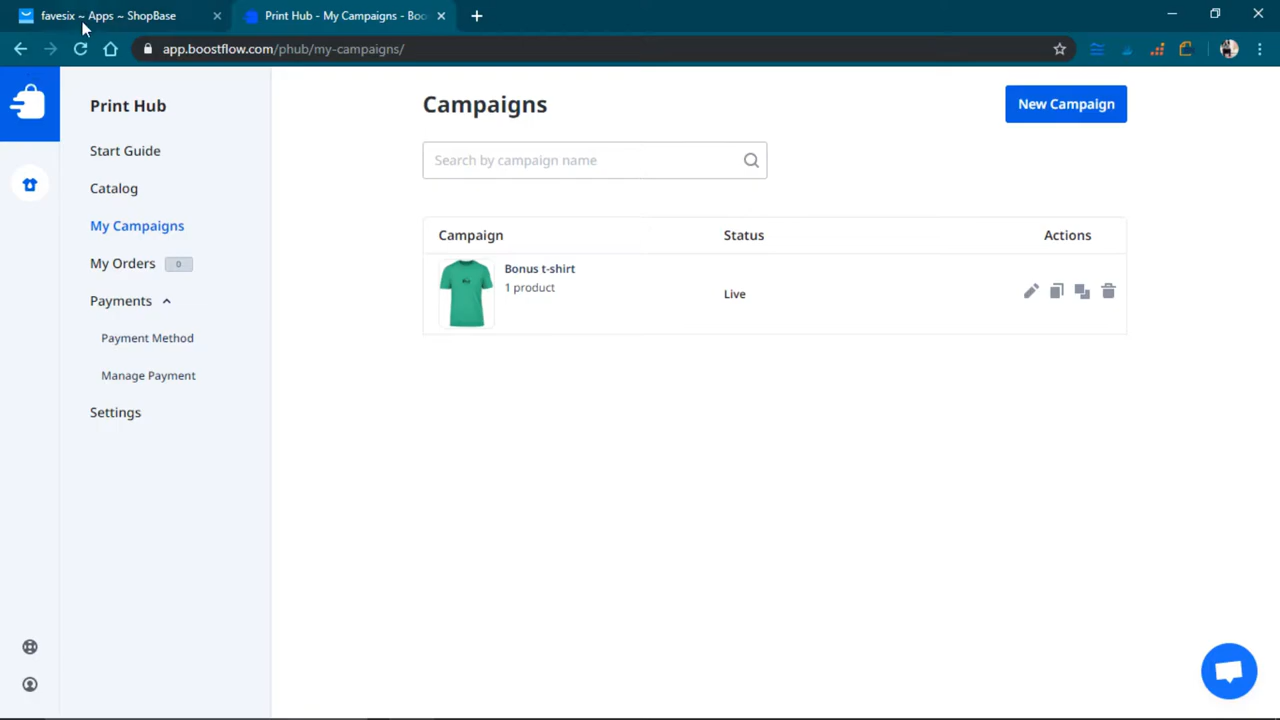 favesix ~ Apps ~ ShopBase
Print Hub - My Campaigns - Boo
app.boostflow.com/phub/my-campaigns/
Print Hub
Start Guide
Catalog
My Campaigns
My Orders 0
Payments
Payment Method
Manage Payment
Settings
Campaigns
New Campaign
Search by campaign name
Campaign Status Actions
Bonus t-shirt
1 product
Live